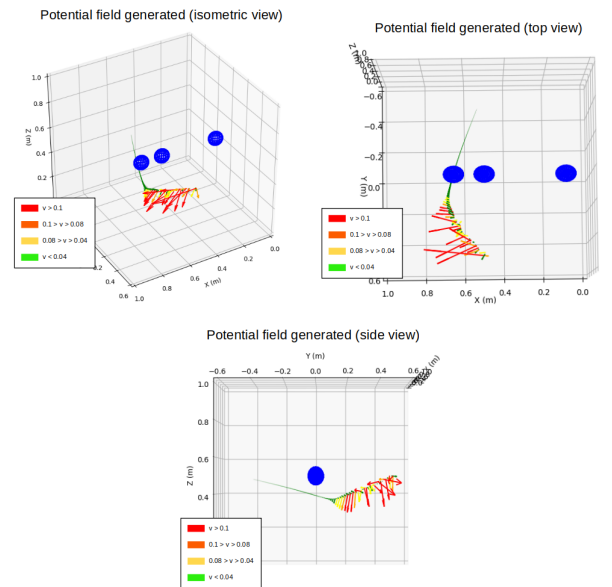 Potential field generated (isometric view)
1.0
0.8
0.6
0.4
0.2
Z (m)
v > 0.1
0.1 > v > 0.08
0.08 > v > 0.04
v < 0.04
0.2
0.4
0.6
1.0
0.8
0.6
0.4
0.2
0.0
X (m)
Potential field generated (top view)
Z (m)
−0.6
−0.4
−0.2
0.0
0.6
Y (m)
v > 0.1
0.1 > v > 0.08
0.08 > v > 0.04
v < 0.04
1.0 0.8 0.6 0.4 0.2 0.0
X (m)
Potential field generated (side view)
Y (m)
−0.6 −0.4 −0.2 0.0 0.2 0.4 0.6
X (m)
1.0
0.8
0.6
0.4
Z (m)
v > 0.1
0.1 > v > 0.08
0.08 > v > 0.04
v < 0.04